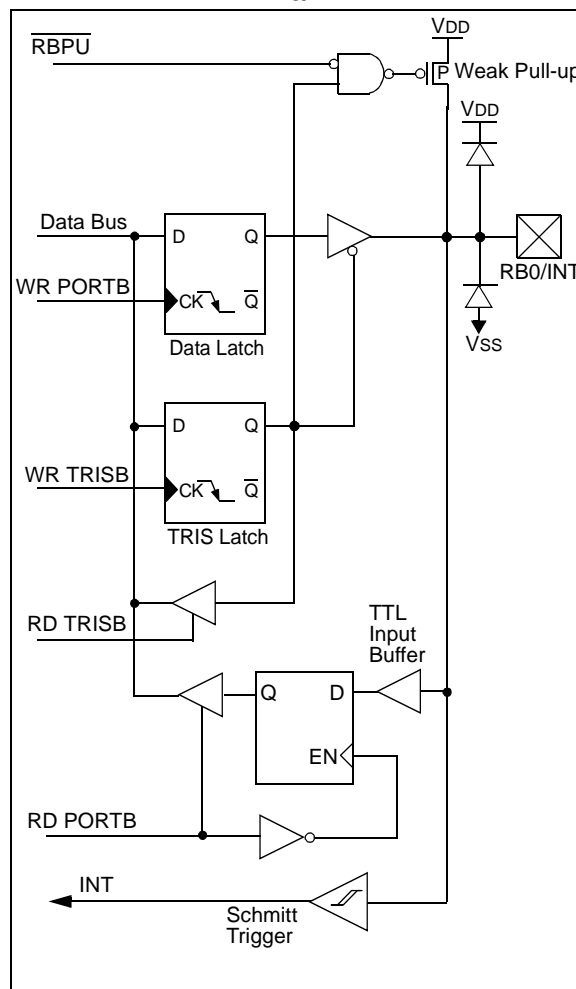 VDD
RBPU
P
Weak Pull-up
VDD
Data Bus
D
Q
WR PORTB
CK
Q
RB0/INT
Data Latch
VSS
D
Q
WR TRISB
CK
Q
TRIS Latch
RD TRISB
TTL
Input
Buffer
Q
D
EN
RD PORTB
INT
Schmitt
Trigger